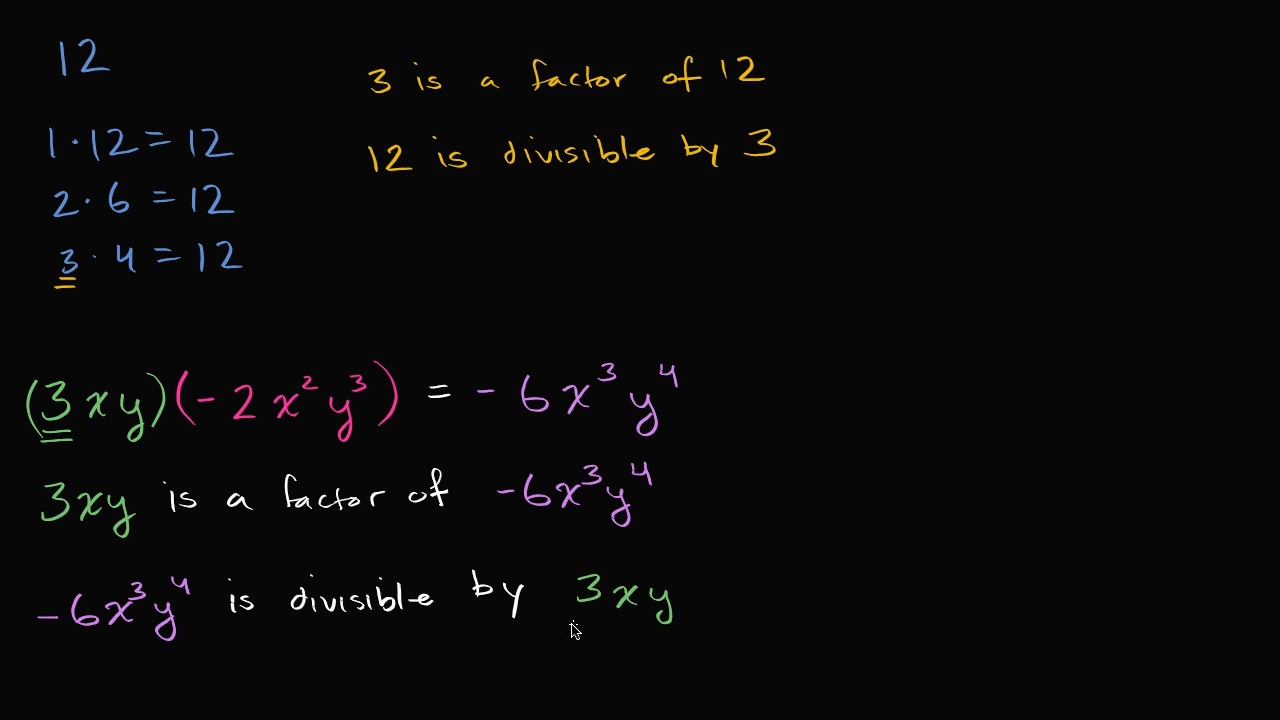 12
3 is a factor of 12
1·12=12
12 is divisible by 3
2·6=12
3·4=12
(3xy)(-2x²y³) = -6x³y⁴
3xy is a factor of -6x³y⁴
-6x³y⁴ is divisible by 3xy